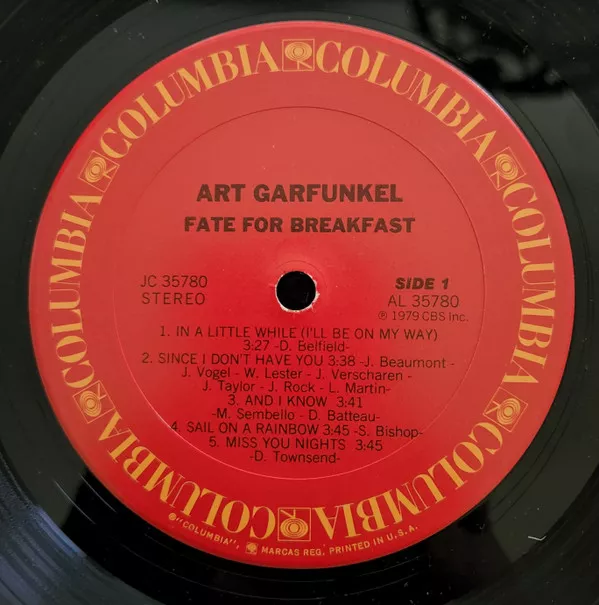 COLUMBIA COLUMBIA COLUMBIA COLUMBIA COLUMBIA COLUMBIA
ART GARFUNKEL
FATE FOR BREAKFAST
JC 35780
STEREO
SIDE 1
AL 35780
℗ 1979 CBS Inc.
1. IN A LITTLE WHILE (I'LL BE ON MY WAY)
3:27 -D. Belfield-
2. SINCE I DON'T HAVE YOU 3:38 -J. Beaumont -
J. Vogel - W. Lester - J. Verscharen -
J. Taylor - J. Rock - L. Martin-
3. AND I KNOW 3:41
-M. Sembello - D. Batteau-
4. SAIL ON A RAINBOW 3:45 -S. Bishop-
5. MISS YOU NIGHTS 3:45
-D. Townsend-
®"COLUMBIA", MARCAS REG. PRINTED IN U.S.A.